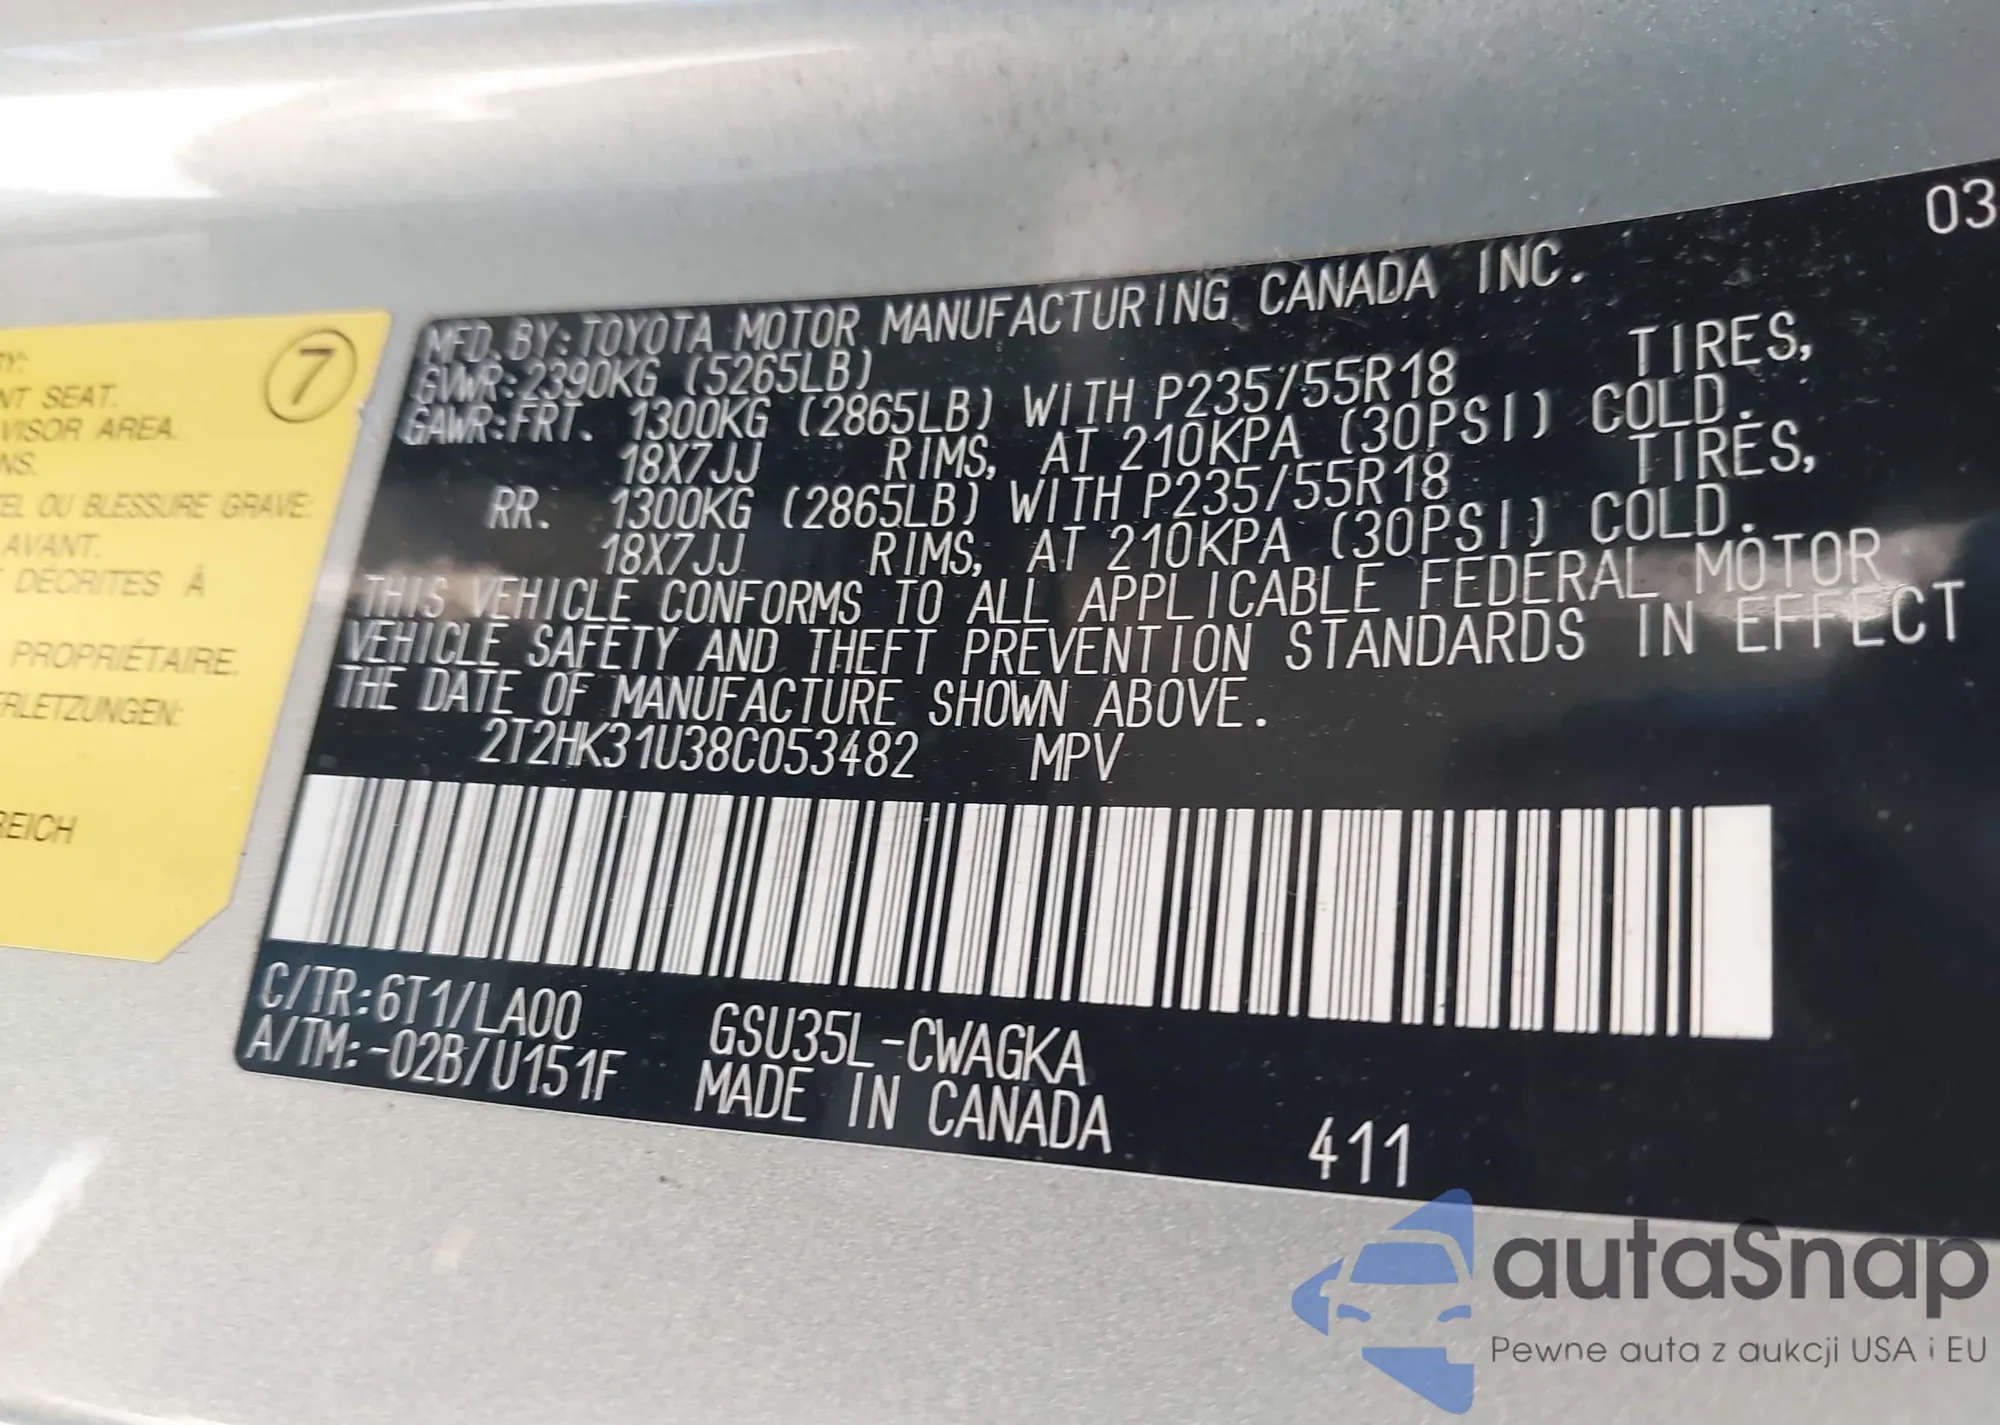 Y:
NT SEAT.
VISOR AREA.
NS.
EL OU BLESSURE GRAVE:
AVANT.
DÉCRITES À
PROPRIÉTAIRE.
ERLETZUNGEN:
REICH
7
03
MFD. BY: TOYOTA MOTOR MANUFACTURING CANADA INC.
GVWR: 2390KG (5265LB)
GAWR: FRT. 1300KG (2865LB) WITH P235/55R18 TIRES,
18X7JJ RIMS, AT 210KPA (30PSI) COLD.
RR. 1300KG (2865LB) WITH P235/55R18 TIRES,
18X7JJ RIMS, AT 210KPA (30PSI) COLD.
THIS VEHICLE CONFORMS TO ALL APPLICABLE FEDERAL MOTOR
VEHICLE SAFETY AND THEFT PREVENTION STANDARDS IN EFFECT
THE DATE OF MANUFACTURE SHOWN ABOVE.
2T2HK31U38C053482 MPV
C/TR: 6T1/LA00 GSU35L-CWAGKA
A/TM: -02B/U151F MADE IN CANADA 411
autaSnap
Pewne auta z aukcji USA i EU